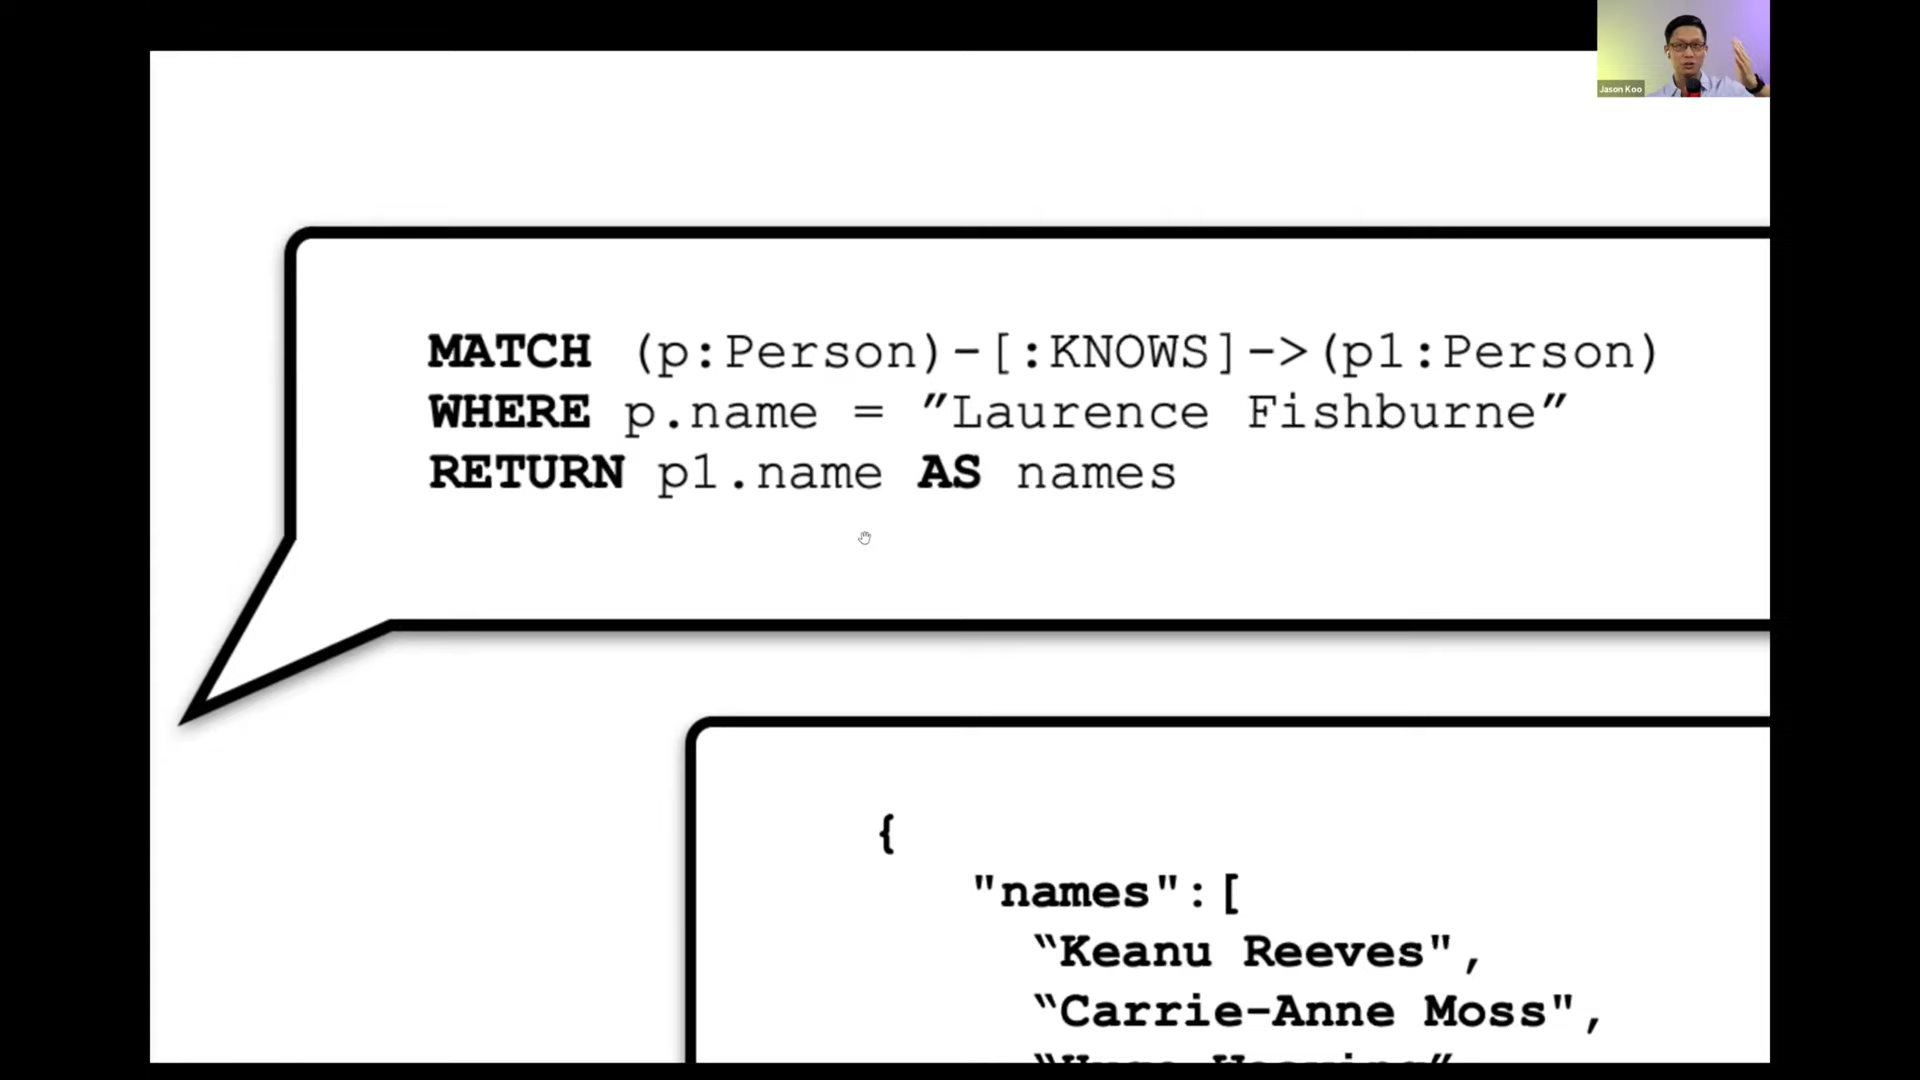 Jason Koo
MATCH (p:Person)-[:KNOWS]->(p1:Person)
WHERE p.name = ”Laurence Fishburne”
RETURN p1.name AS names
{
"names":[
“Keanu Reeves",
“Carrie-Anne Moss",